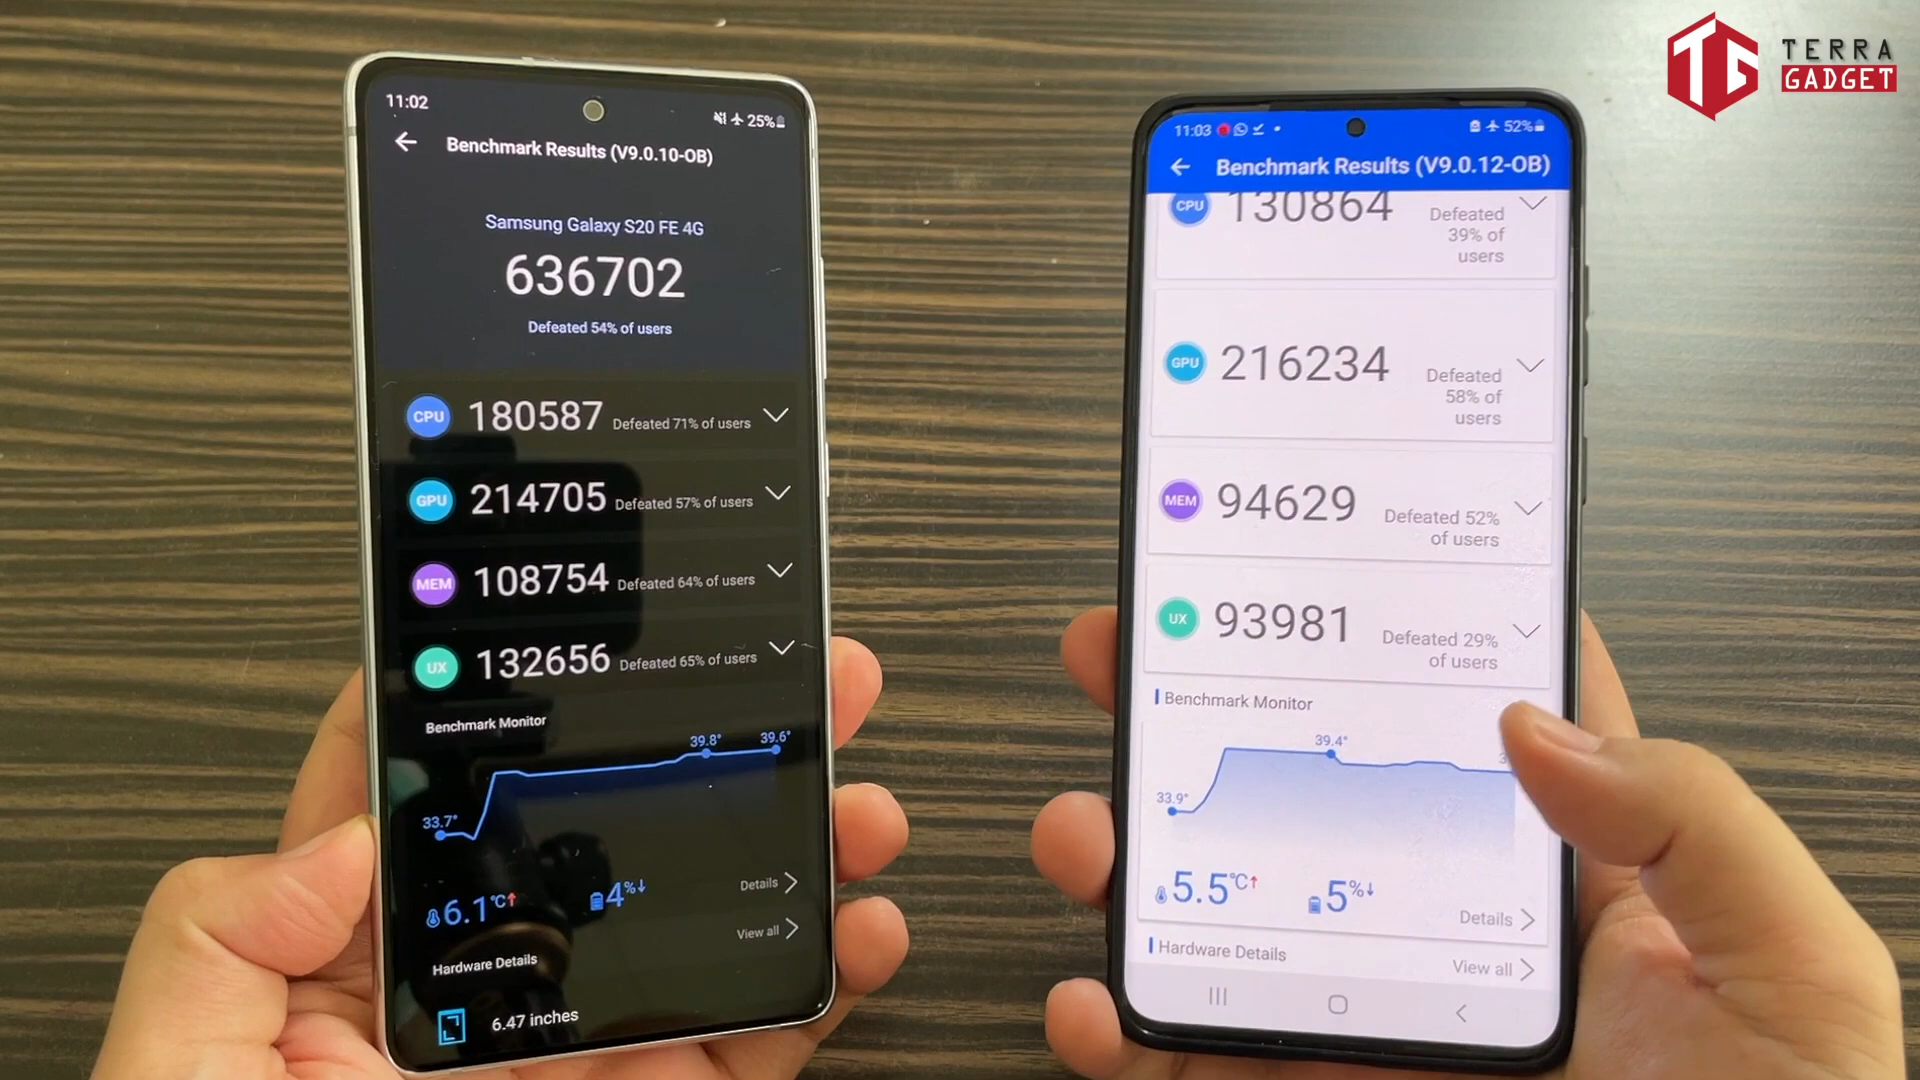 TERRA
GADGET
11:02
25%
Benchmark Results (V9.0.10-OB)
Samsung Galaxy S20 FE 4G
636702
Defeated 54% of users
CPU 180587 Defeated 71% of users
GPU 214705 Defeated 57% of users
MEM 108754 Defeated 64% of users
UX 132656 Defeated 65% of users
Benchmark Monitor
39.8° 39.6°
33.7°
6.1°C↑ 4%↓ Details
View all
Hardware Details
6.47 inches
11:03 52%
Benchmark Results (V9.0.12-OB)
CPU 130864 Defeated
39% of
users
GPU 216234 Defeated
58% of
users
MEM 94629 Defeated 52%
of users
UX 93981 Defeated 29%
of users
Benchmark Monitor
39.4°
33.9°
5.5°C↑ 5%↓
Details
Hardware Details
View all